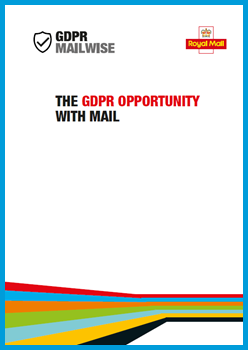 GDPR
MAILWISE
Royal Mail
THE GDPR OPPORTUNITY
WITH MAIL